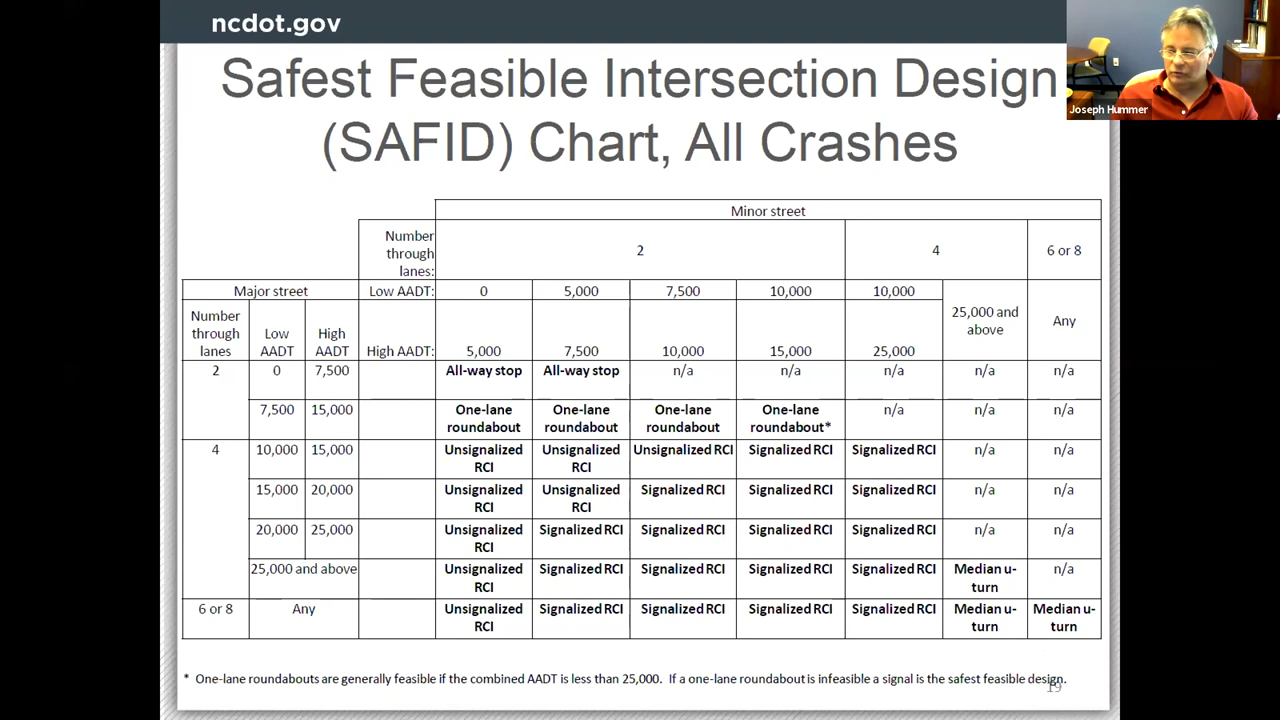 ncdot.gov
Joseph Hummer
Safest Feasible Intersection Design
(SAFID) Chart, All Crashes
Minor street
Number
through
lanes:
2
4
6 or 8
Major street
Low AADT:
0
5,000
7,500
10,000
10,000
25,000 and
above
Any
Number
through
lanes
Low
AADT
High
AADT
High AADT:
5,000
7,500
10,000
15,000
25,000
2
0
7,500
All-way stop
All-way stop
n/a
n/a
n/a
n/a
n/a
7,500
15,000
One-lane
roundabout
One-lane
roundabout
One-lane
roundabout
One-lane
roundabout*
n/a
n/a
n/a
4
10,000
15,000
Unsignalized
RCI
Unsignalized
RCI
Unsignalized RCI
Signalized RCI
Signalized RCI
n/a
n/a
15,000
20,000
Unsignalized
RCI
Unsignalized
RCI
Signalized RCI
Signalized RCI
Signalized RCI
n/a
n/a
20,000
25,000
Unsignalized
RCI
Signalized RCI
Signalized RCI
Signalized RCI
Signalized RCI
n/a
n/a
25,000 and above
Unsignalized
RCI
Signalized RCI
Signalized RCI
Signalized RCI
Signalized RCI
Median u-
turn
n/a
6 or 8
Any
Unsignalized
RCI
Signalized RCI
Signalized RCI
Signalized RCI
Signalized RCI
Median u-
turn
Median u-
turn
* One-lane roundabouts are generally feasible if the combined AADT is less than 25,000. If a one-lane roundabout is infeasible a signal is the safest feasible design.
19